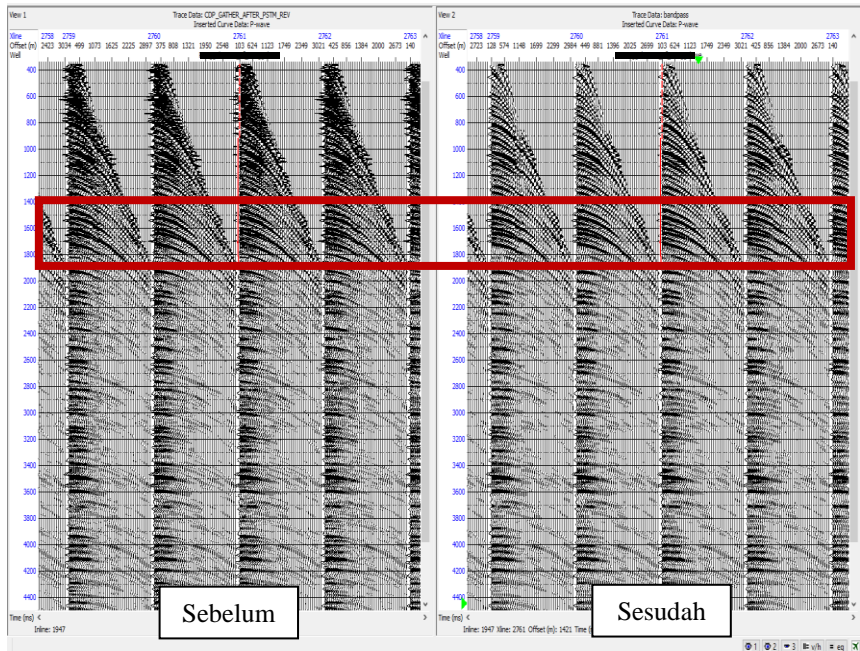 View 1 Trace Data: CDP_GATHER_AFTER_PSTM_REV
Inserted Curve Data: P-wave
Xline 2758 2759 2760 2761 2762 2763
Offset (m) 2423 3034 499 1073 1625 2225 2897 375 808 1321 1950 2548 103 624 1123 1749 2349 3021 425 856 1384 2000 2673 140
Well
400
600
800
1000
1200
1400
1600
1800
2000
2200
2400
2600
2800
3000
3200
3400
3600
3800
4000
4200
4400
Time (ms)
Inline: 1947
Sebelum
View 2 Trace Data: bandpass
Inserted Curve Data: P-wave
Xline 2758 2759 2760 2761 2762 2763
Offset (m) 2723 128 574 1148 1699 2299 2984 448 881 1396 2025 2699 103 624 1123 1749 2349 3021 425 856 1384 2000 2673 140
Well
400
600
800
1000
1200
1400
1600
1800
2000
2200
2400
2600
2800
3000
3200
3400
3600
3800
4000
4200
4400
Time (ms)
Inline: 1947 Xline: 2761 Offset (m): 1421 Time (
Sesudah
1 2 3 v/h eq